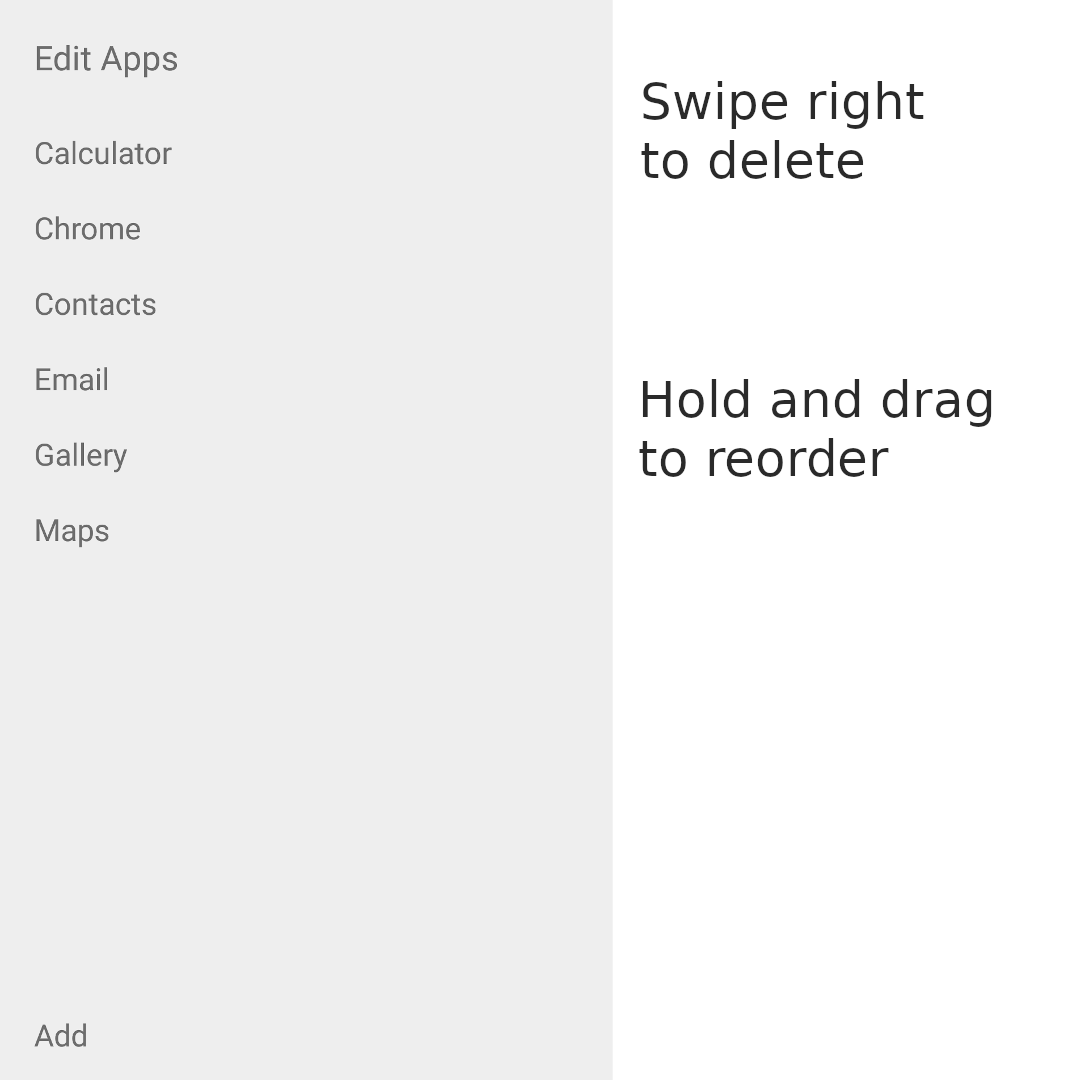 Edit Apps
Calculator
Chrome
Contacts
Email
Gallery
Maps
Add
Swipe right
to delete
Hold and drag
to reorder